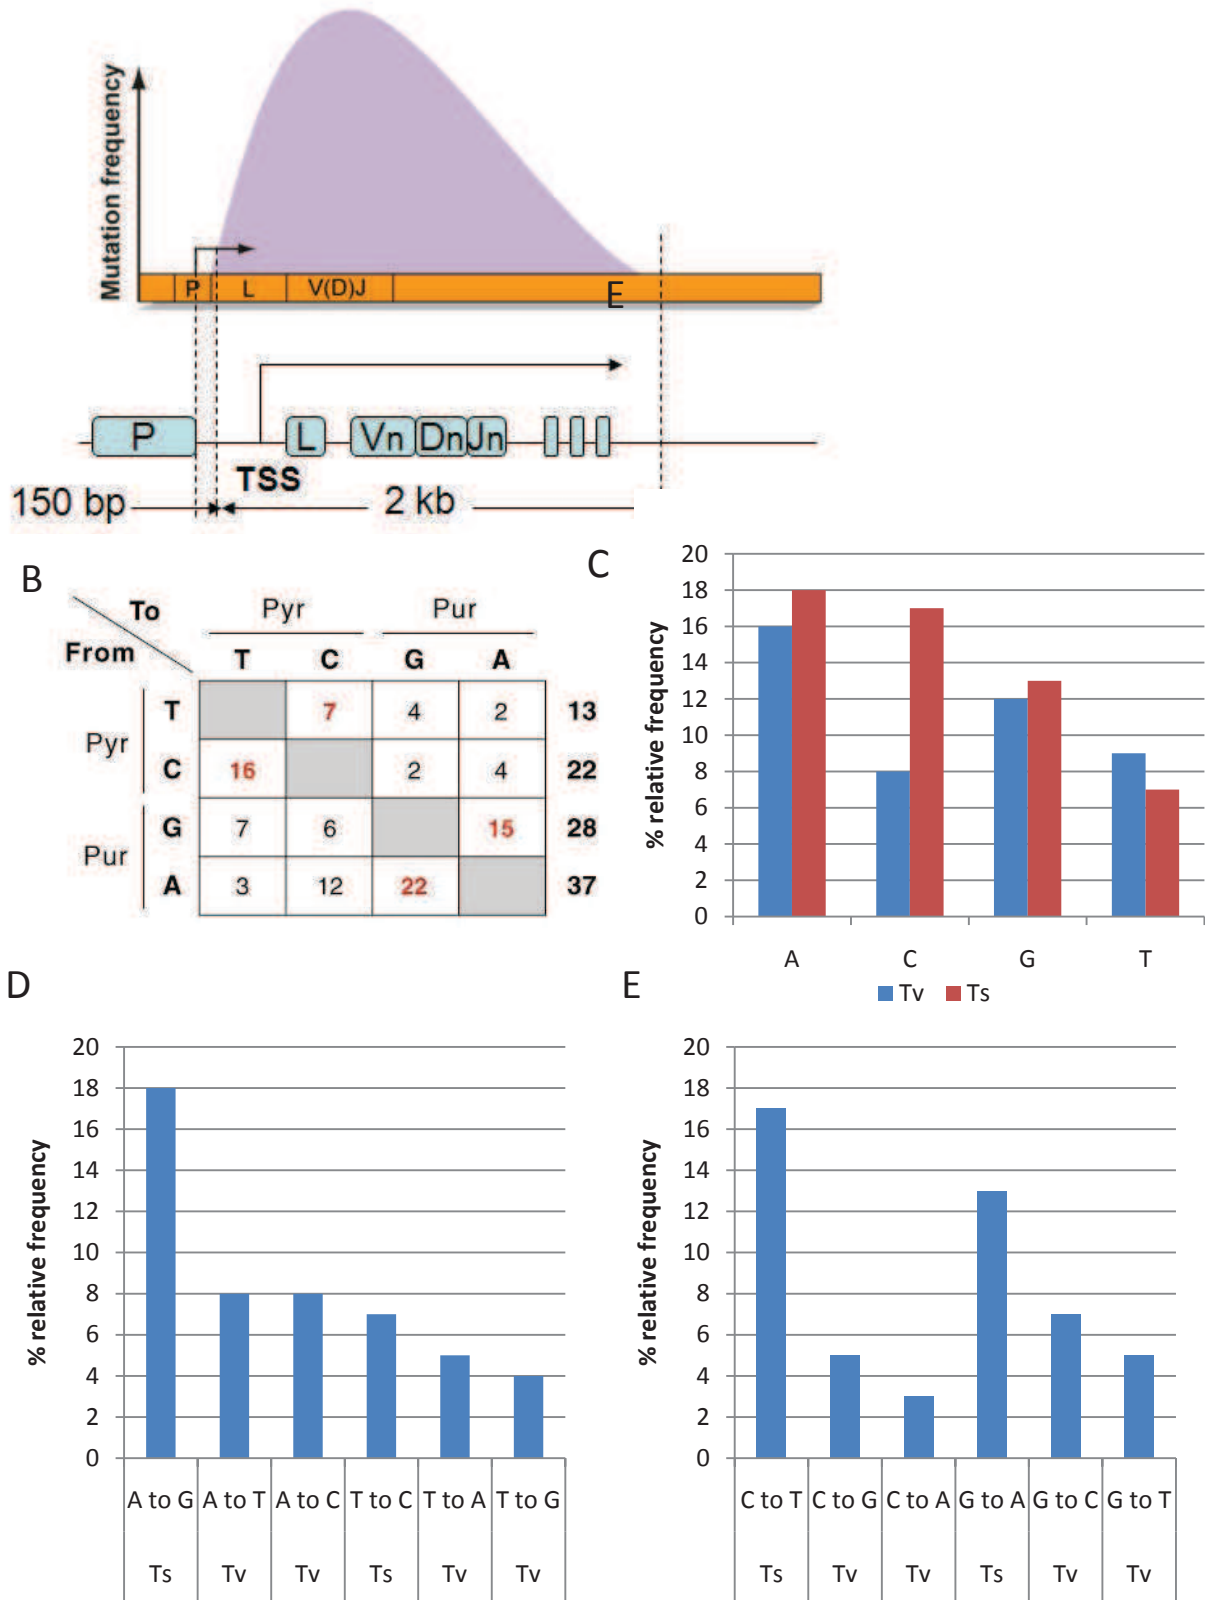 Mutation frequency
P L V(D)J E
P L Vn Dn Jn
TSS
150 bp 2 kb
B
To Pyr Pur
From T C G A
Pyr
T 7 4 2 13
C 16 2 4 22
Pur
G 7 6 15 28
A 3 12 22 37
C
% relative frequency
20
18
16
14
12
10
8
6
4
2
0
A C G T
Tv Ts
D
% relative frequency
20
18
16
14
12
10
8
6
4
2
0
A to G A to T A to C T to C T to A T to G
Ts Tv Tv Ts Tv Tv
E
% relative frequency
20
18
16
14
12
10
8
6
4
2
0
C to T C to G C to A G to A G to C G to T
Ts Tv Tv Ts Tv Tv